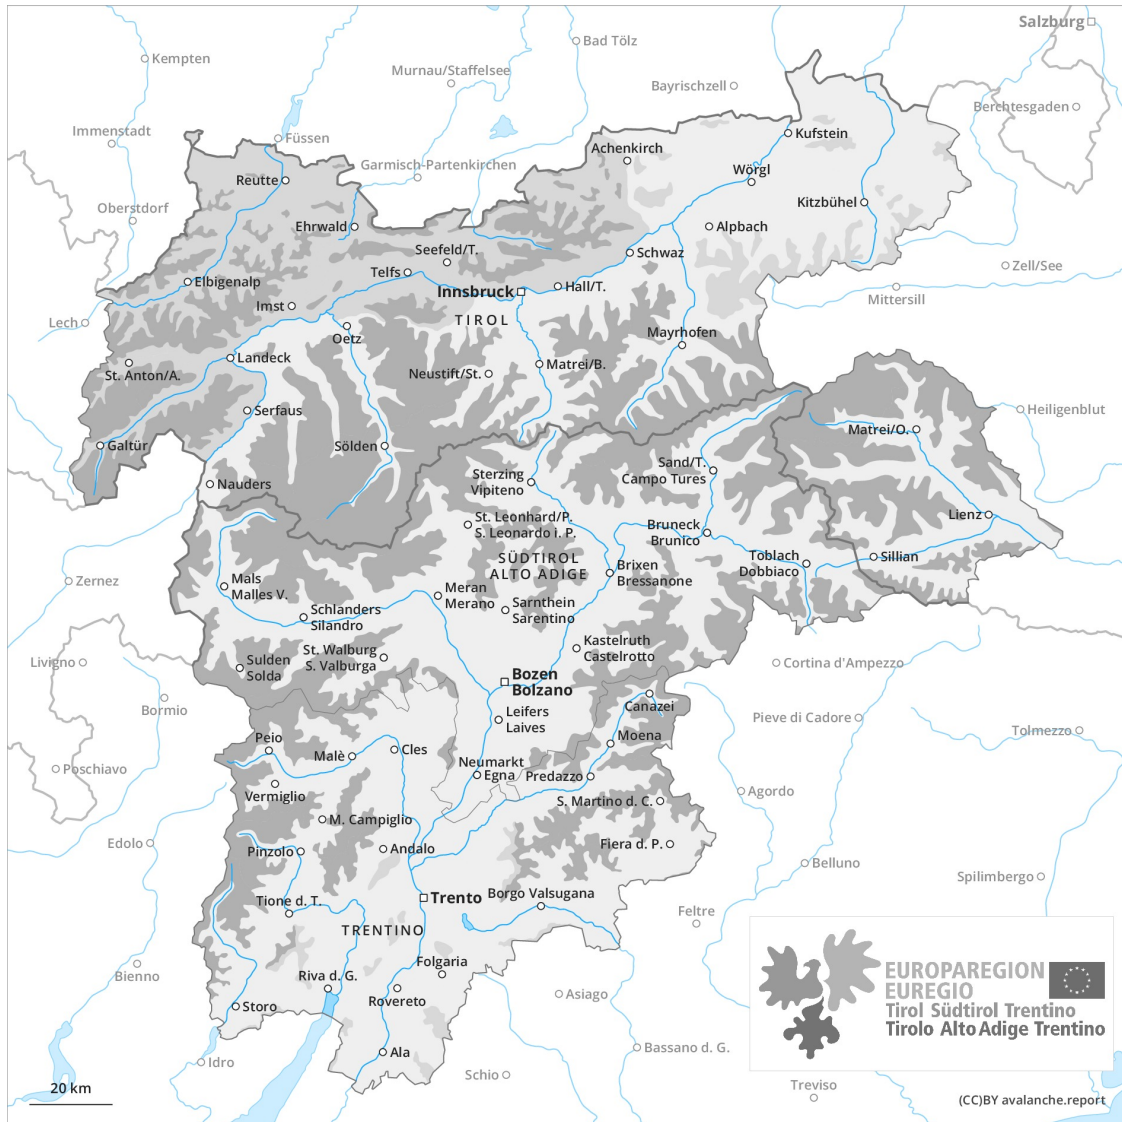 Salzburg
Bad Tölz
Kempten
Murnau/Staffelsee
Bayrischzell
Berchtesgaden
Immenstadt
Füssen
Kufstein
Achenkirch
Garmisch-Partenkirchen
Wörgl
Reutte
Oberstdorf
Kitzbühel
Ehrwald
Alpbach
Seefeld/T.
Schwaz
Zell/See
Telfs
Elbigenalp
Hall/T.
Innsbruck
Mittersill
Imst
TIROL
Lech
Mayrhofen
Oetz
Landeck
Matrei/B.
St. Anton/A.
Neustift/St.
Serfaus
Heiligenblut
Matrei/O.
Galtür
Sölden
Sand/T.
Campo Tures
Sterzing
Vipiteno
Nauders
Lienz
St. Leonhard/P.
S. Leonardo i. P.
Bruneck
Brunico
SÜDTIROL
ALTO ADIGE
Toblach
Dobbiaco
Sillian
Brixen
Bressanone
Zernez
Mals
Malles V.
Meran
Merano
Sarnthein
Sarentino
Schlanders
Silandro
Kastelruth
Castelrotto
St. Walburg
S. Valburga
Livigno
Sulden
Solda
Cortina d'Ampezzo
Bozen
Bolzano
Bormio
Canazei
Leifers
Laives
Pieve di Cadore
Tolmezzo
Peio
Moena
Malè
Cles
Neumarkt
Egna
Poschiavo
Predazzo
Vermiglio
Agordo
S. Martino d. C.
M. Campiglio
Edolo
Pinzolo
Andalo
Fiera d. P.
Belluno
Spilimbergo
Trento
Borgo Valsugana
Tione d. T.
Feltre
TRENTINO
Folgaria
Bienno
Riva d. G.
Rovereto
Asiago
Storo
EUROPAREGION
EUREGIO
Tirol Südtirol Trentino
Tirolo Alto Adige Trentino
Ala
Bassano d. G.
Idro
Schio
Treviso
20 km
(CC)BY avalanche.report